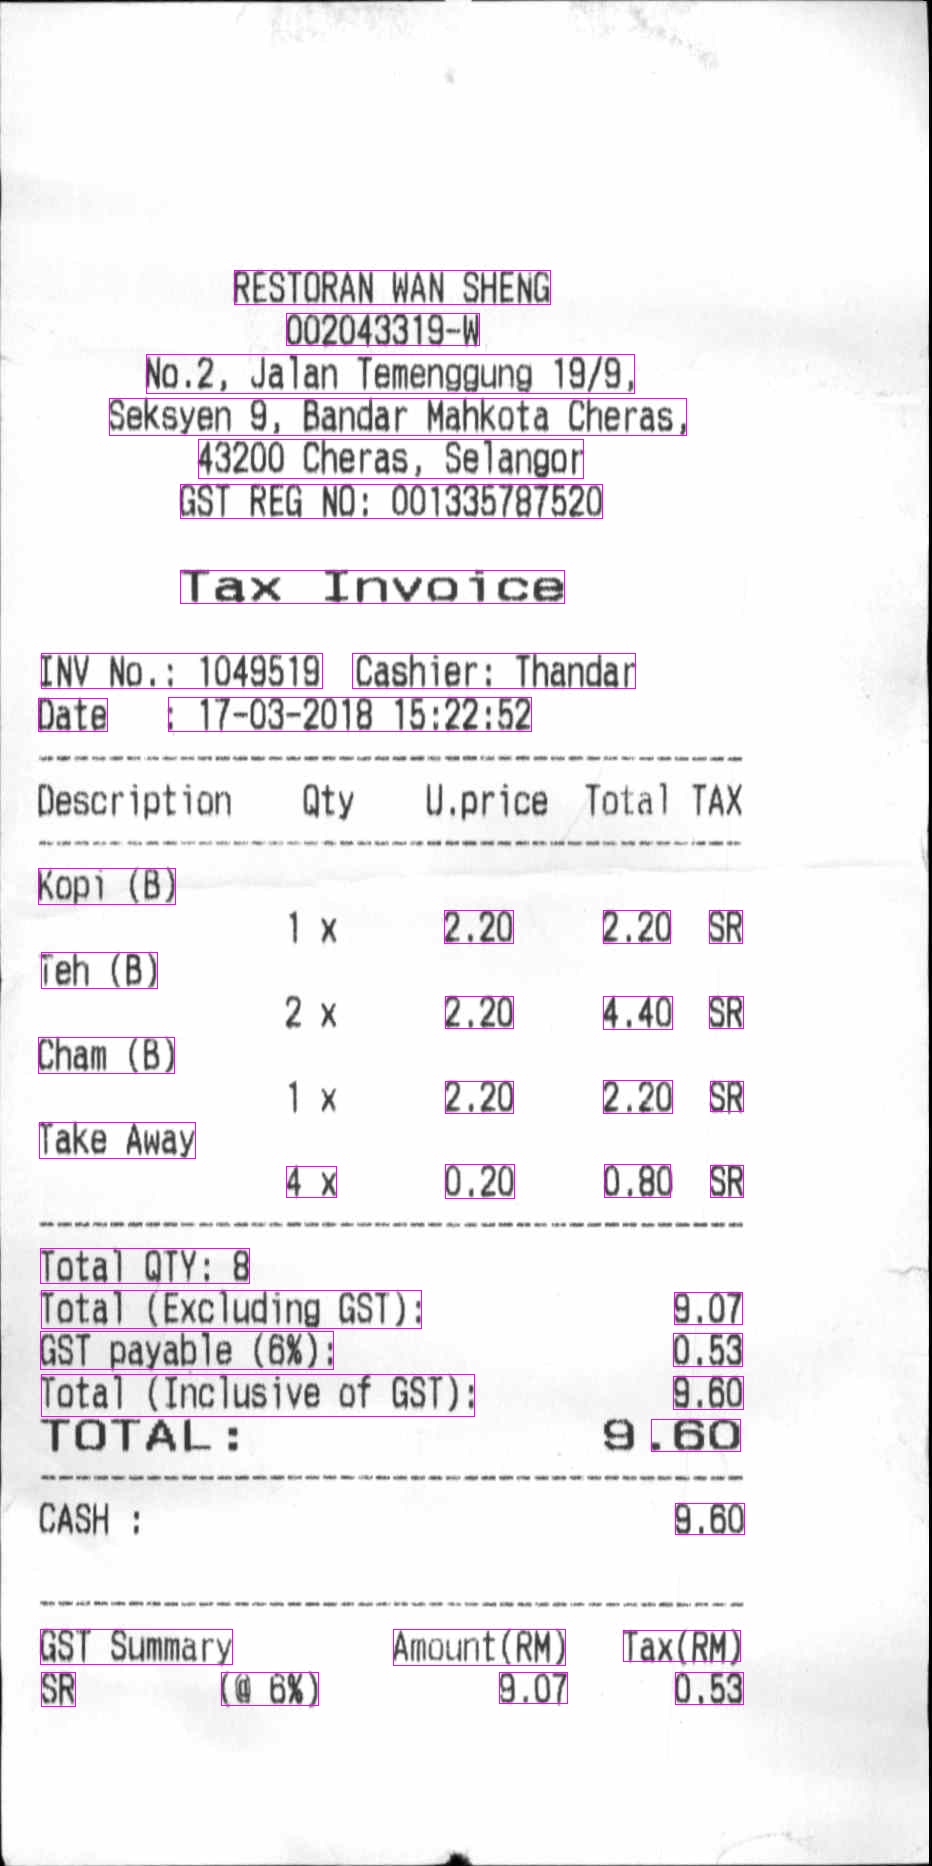 RESTORAN WAN SHENG
002043319-W
No.2, Jalan Temenggung 19/9,
Seksyen 9, Bandar Mahkota Cheras,
43200 Cheras, Selangor
GST REG NO: 001335787520
Tax Invoice
INV No.: 1049519 Cashier: Thandar
Date : 17-03-2018 15:22:52
Description Qty U.price Total TAX
Kopi (B)
1 x 2.20 2.20 SR
Teh (B)
2 x 2.20 4.40 SR
Cham (B)
1 x 2.20 2.20 SR
Take Away
4 x 0.20 0.80 SR
Total QTY: 8
Total (Excluding GST): 9.07
GST payable (6%): 0.53
Total (Inclusive of GST): 9.60
TOTAL: 9.60
CASH : 9.60
GST Summary Amount(RM) Tax(RM)
SR (@ 6%) 9.07 0.53